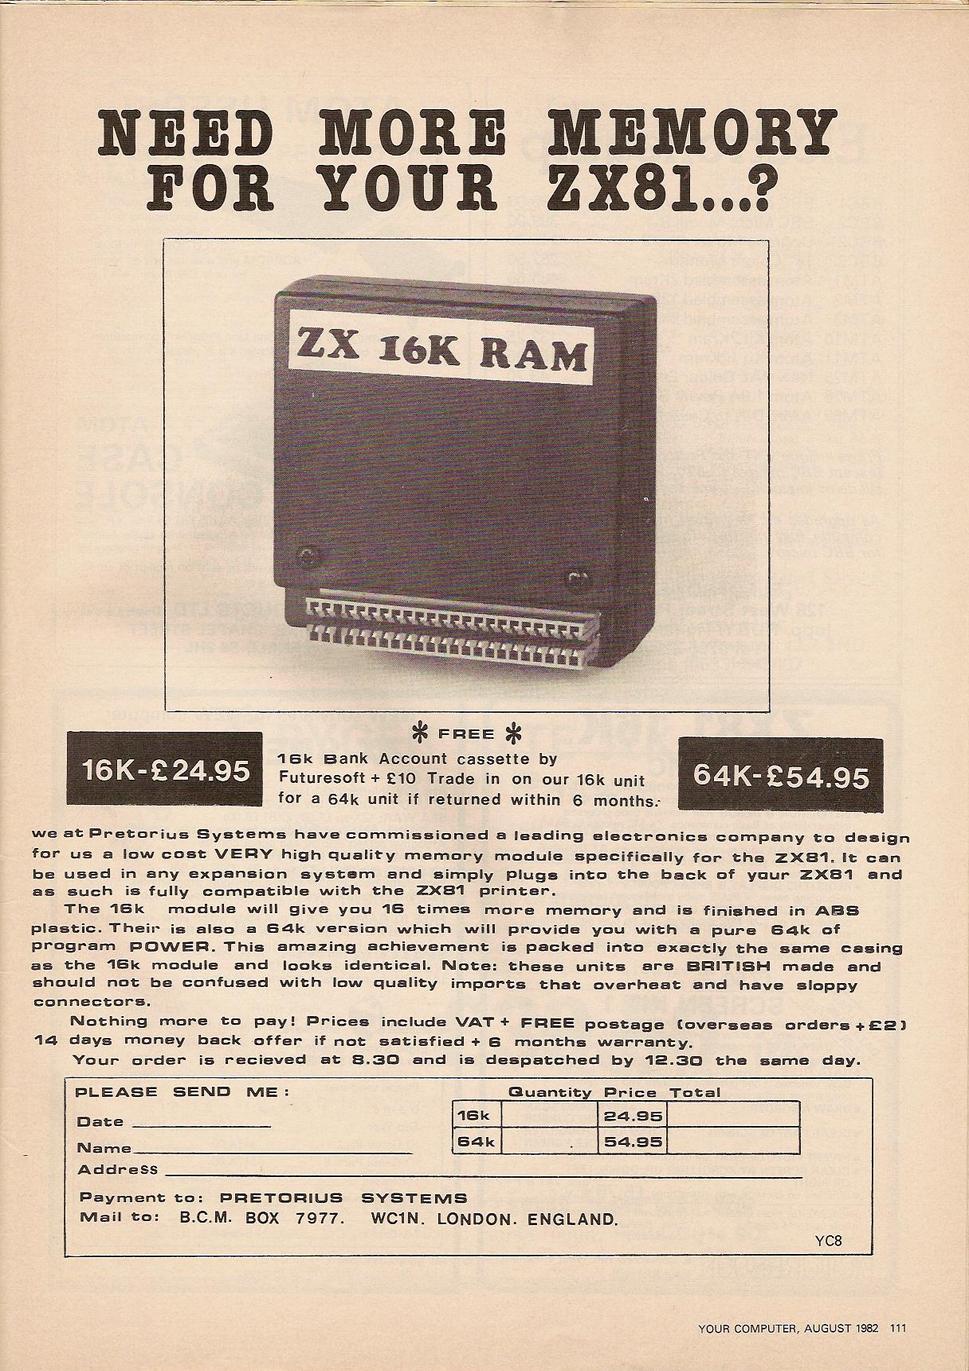 NEED MORE MEMORY
FOR YOUR ZX81...?
ZX 16K RAM
* FREE *
16K-£24.95
16k Bank Account cassette by
Futuresoft + £10 Trade in on our 16k unit
for a 64k unit if returned within 6 months.
64K-£54.95
we at Pretorius Systems have commissioned a leading electronics company to design
for us a low cost VERY high quality memory module specifically for the ZX81. It can
be used in any expansion system and simply plugs into the back of your ZX81 and
as such is fully compatible with the ZX81 printer.
The 16k module will give you 16 times more memory and is finished in ABS
plastic. Their is also a 64k version which will provide you with a pure 64k of
program POWER. This amazing achievement is packed into exactly the same casing
as the 16k module and looks identical. Note: these units are BRITISH made and
should not be confused with low quality imports that overheat and have sloppy
connectors.
Nothing more to pay! Prices include VAT + FREE postage (overseas orders +£2)
14 days money back offer if not satisfied + 6 months warranty.
Your order is recieved at 8.30 and is despatched by 12.30 the same day.
PLEASE SEND ME:
Quantity Price Total
Date
16k 24.95
64k 54.95
Name
Address
Payment to: PRETORIUS SYSTEMS
Mail to: B.C.M. BOX 7977. WC1N. LONDON. ENGLAND.
YC8
YOUR COMPUTER, AUGUST 1982 111